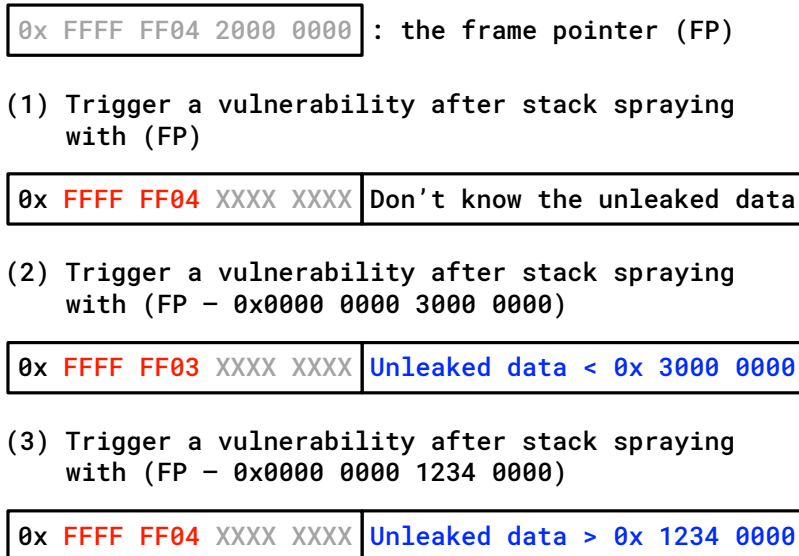 0x FFFF FF04 2000 0000 : the frame pointer (FP)
(1) Trigger a vulnerability after stack spraying
with (FP)
0x FFFF FF04 XXXX XXXX Don’t know the unleaked data
(2) Trigger a vulnerability after stack spraying
with (FP – 0x0000 0000 3000 0000)
0x FFFF FF03 XXXX XXXX Unleaked data < 0x 3000 0000
(3) Trigger a vulnerability after stack spraying
with (FP – 0x0000 0000 1234 0000)
0x FFFF FF04 XXXX XXXX Unleaked data > 0x 1234 0000